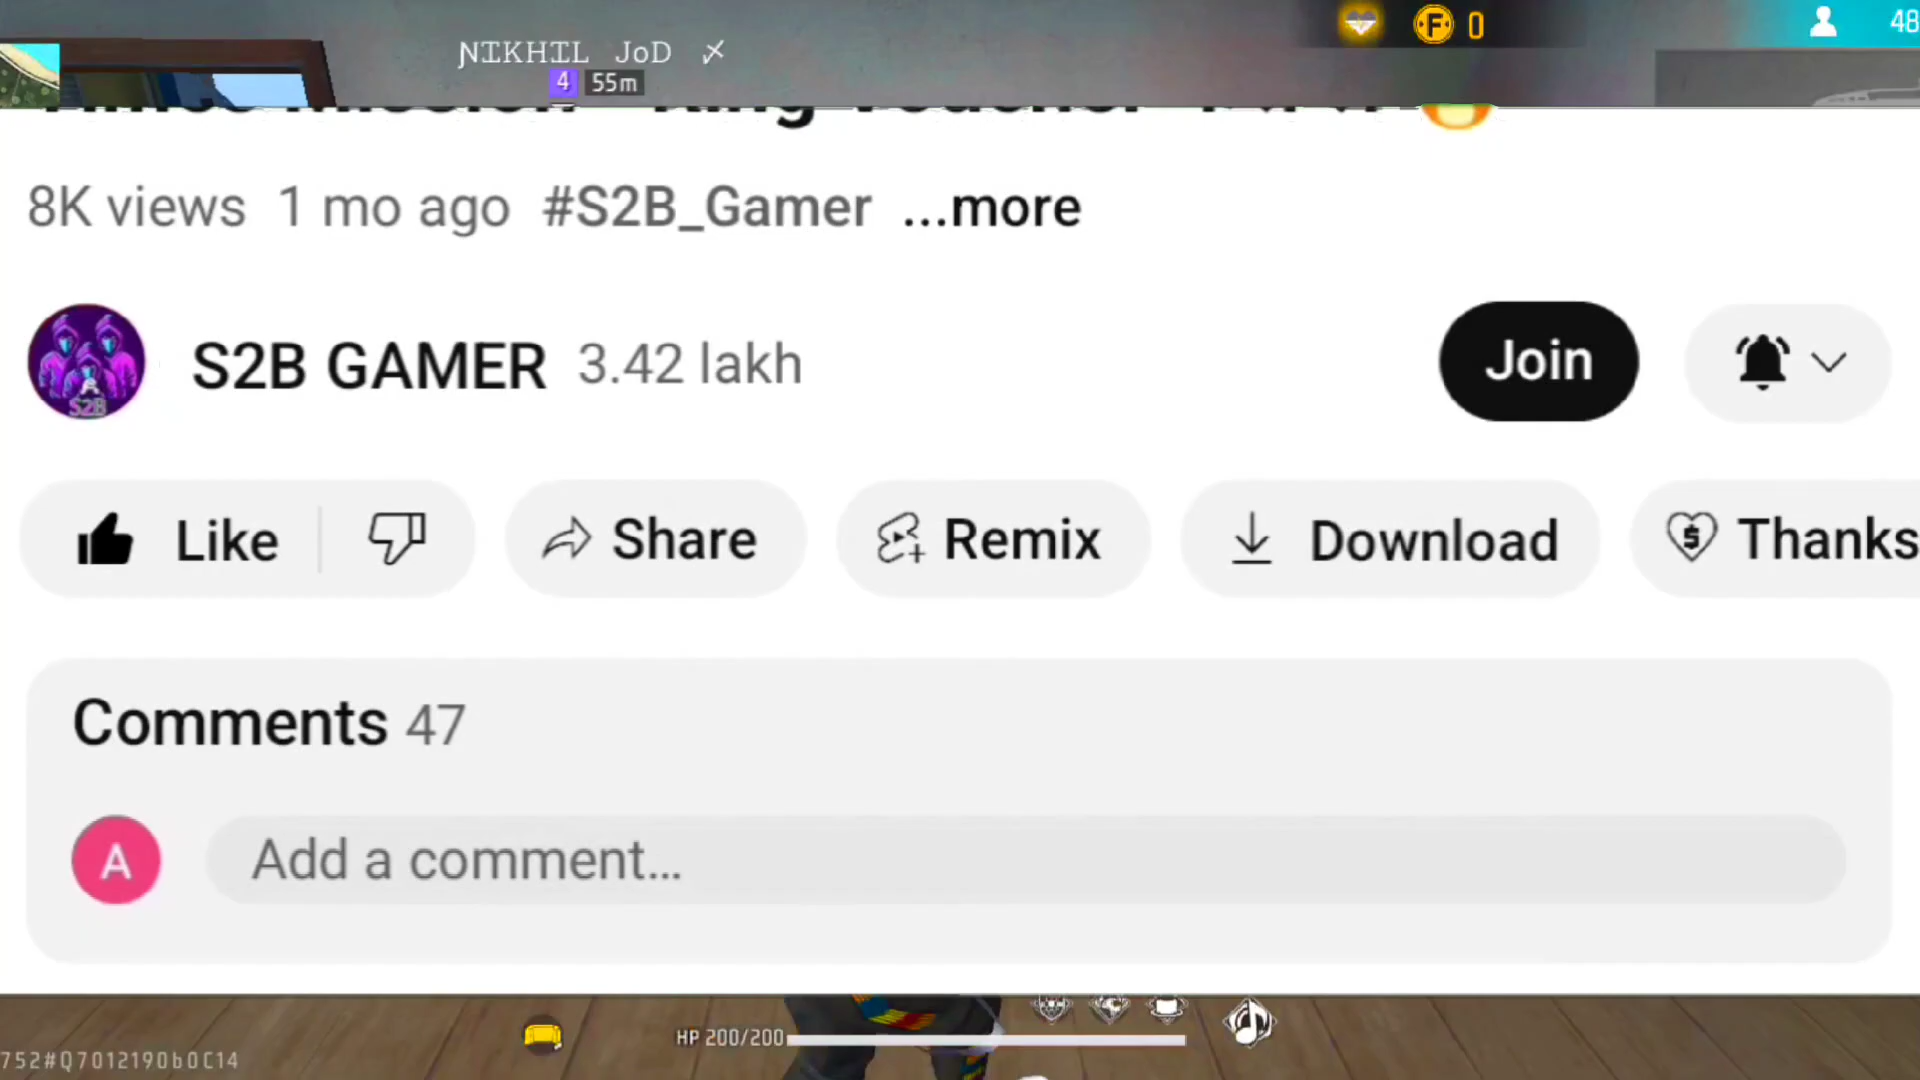 NIKHIL JoD
4 55m
0
48
8K views 1 mo ago #S2B_Gamer ...more
S2B GAMER 3.42 lakh
Join
S2B
Like
Share
Remix
Download
Thanks
Comments 47
A
Add a comment...
HP 200/200
752#Q7012190b0C14